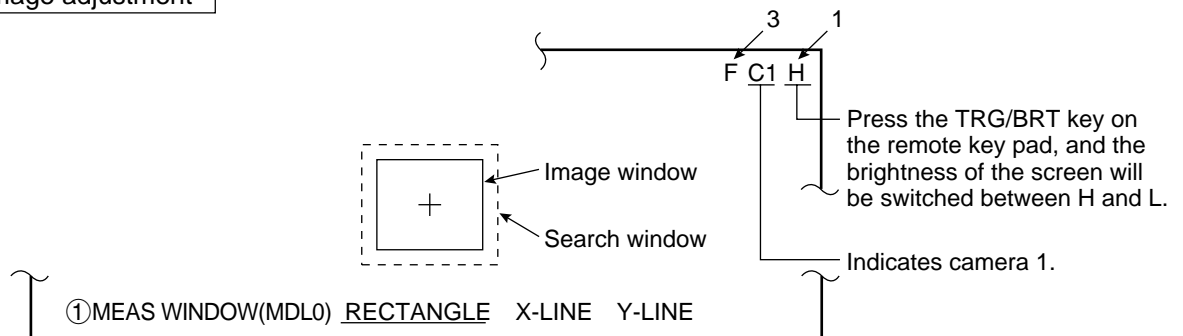 mage adjustment
3 1
F C1 H
Press the TRG/BRT key on
the remote key pad, and the
brightness of the screen will
be switched between H and L.
Image window
Search window
Indicates camera 1.
①MEAS WINDOW(MDL0) RECTANGLE X-LINE Y-LINE